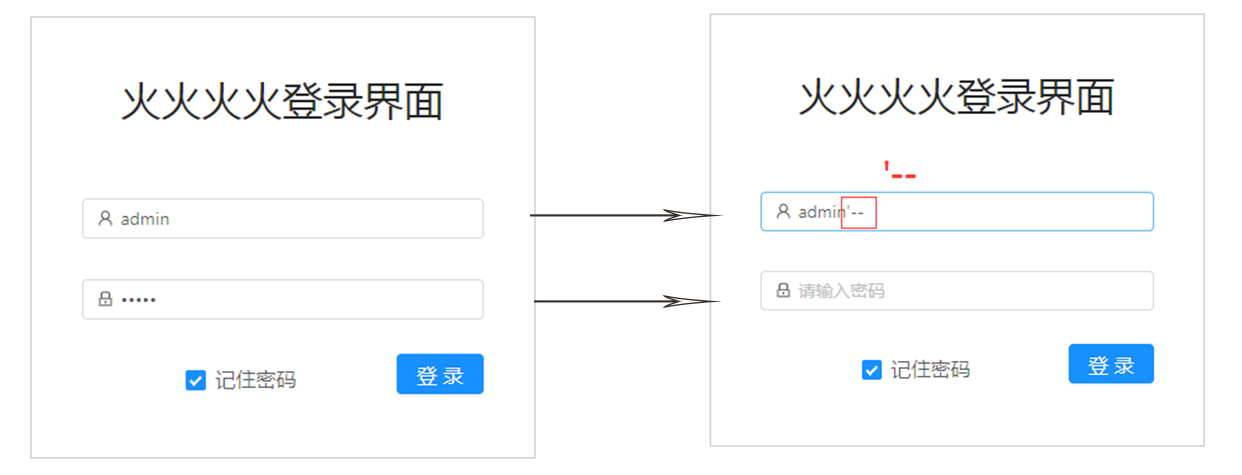 火火火火登录界面
admin
•••••
记住密码
登 录
火火火火登录界面
'--
admin'--
请输入密码
记住密码
登 录